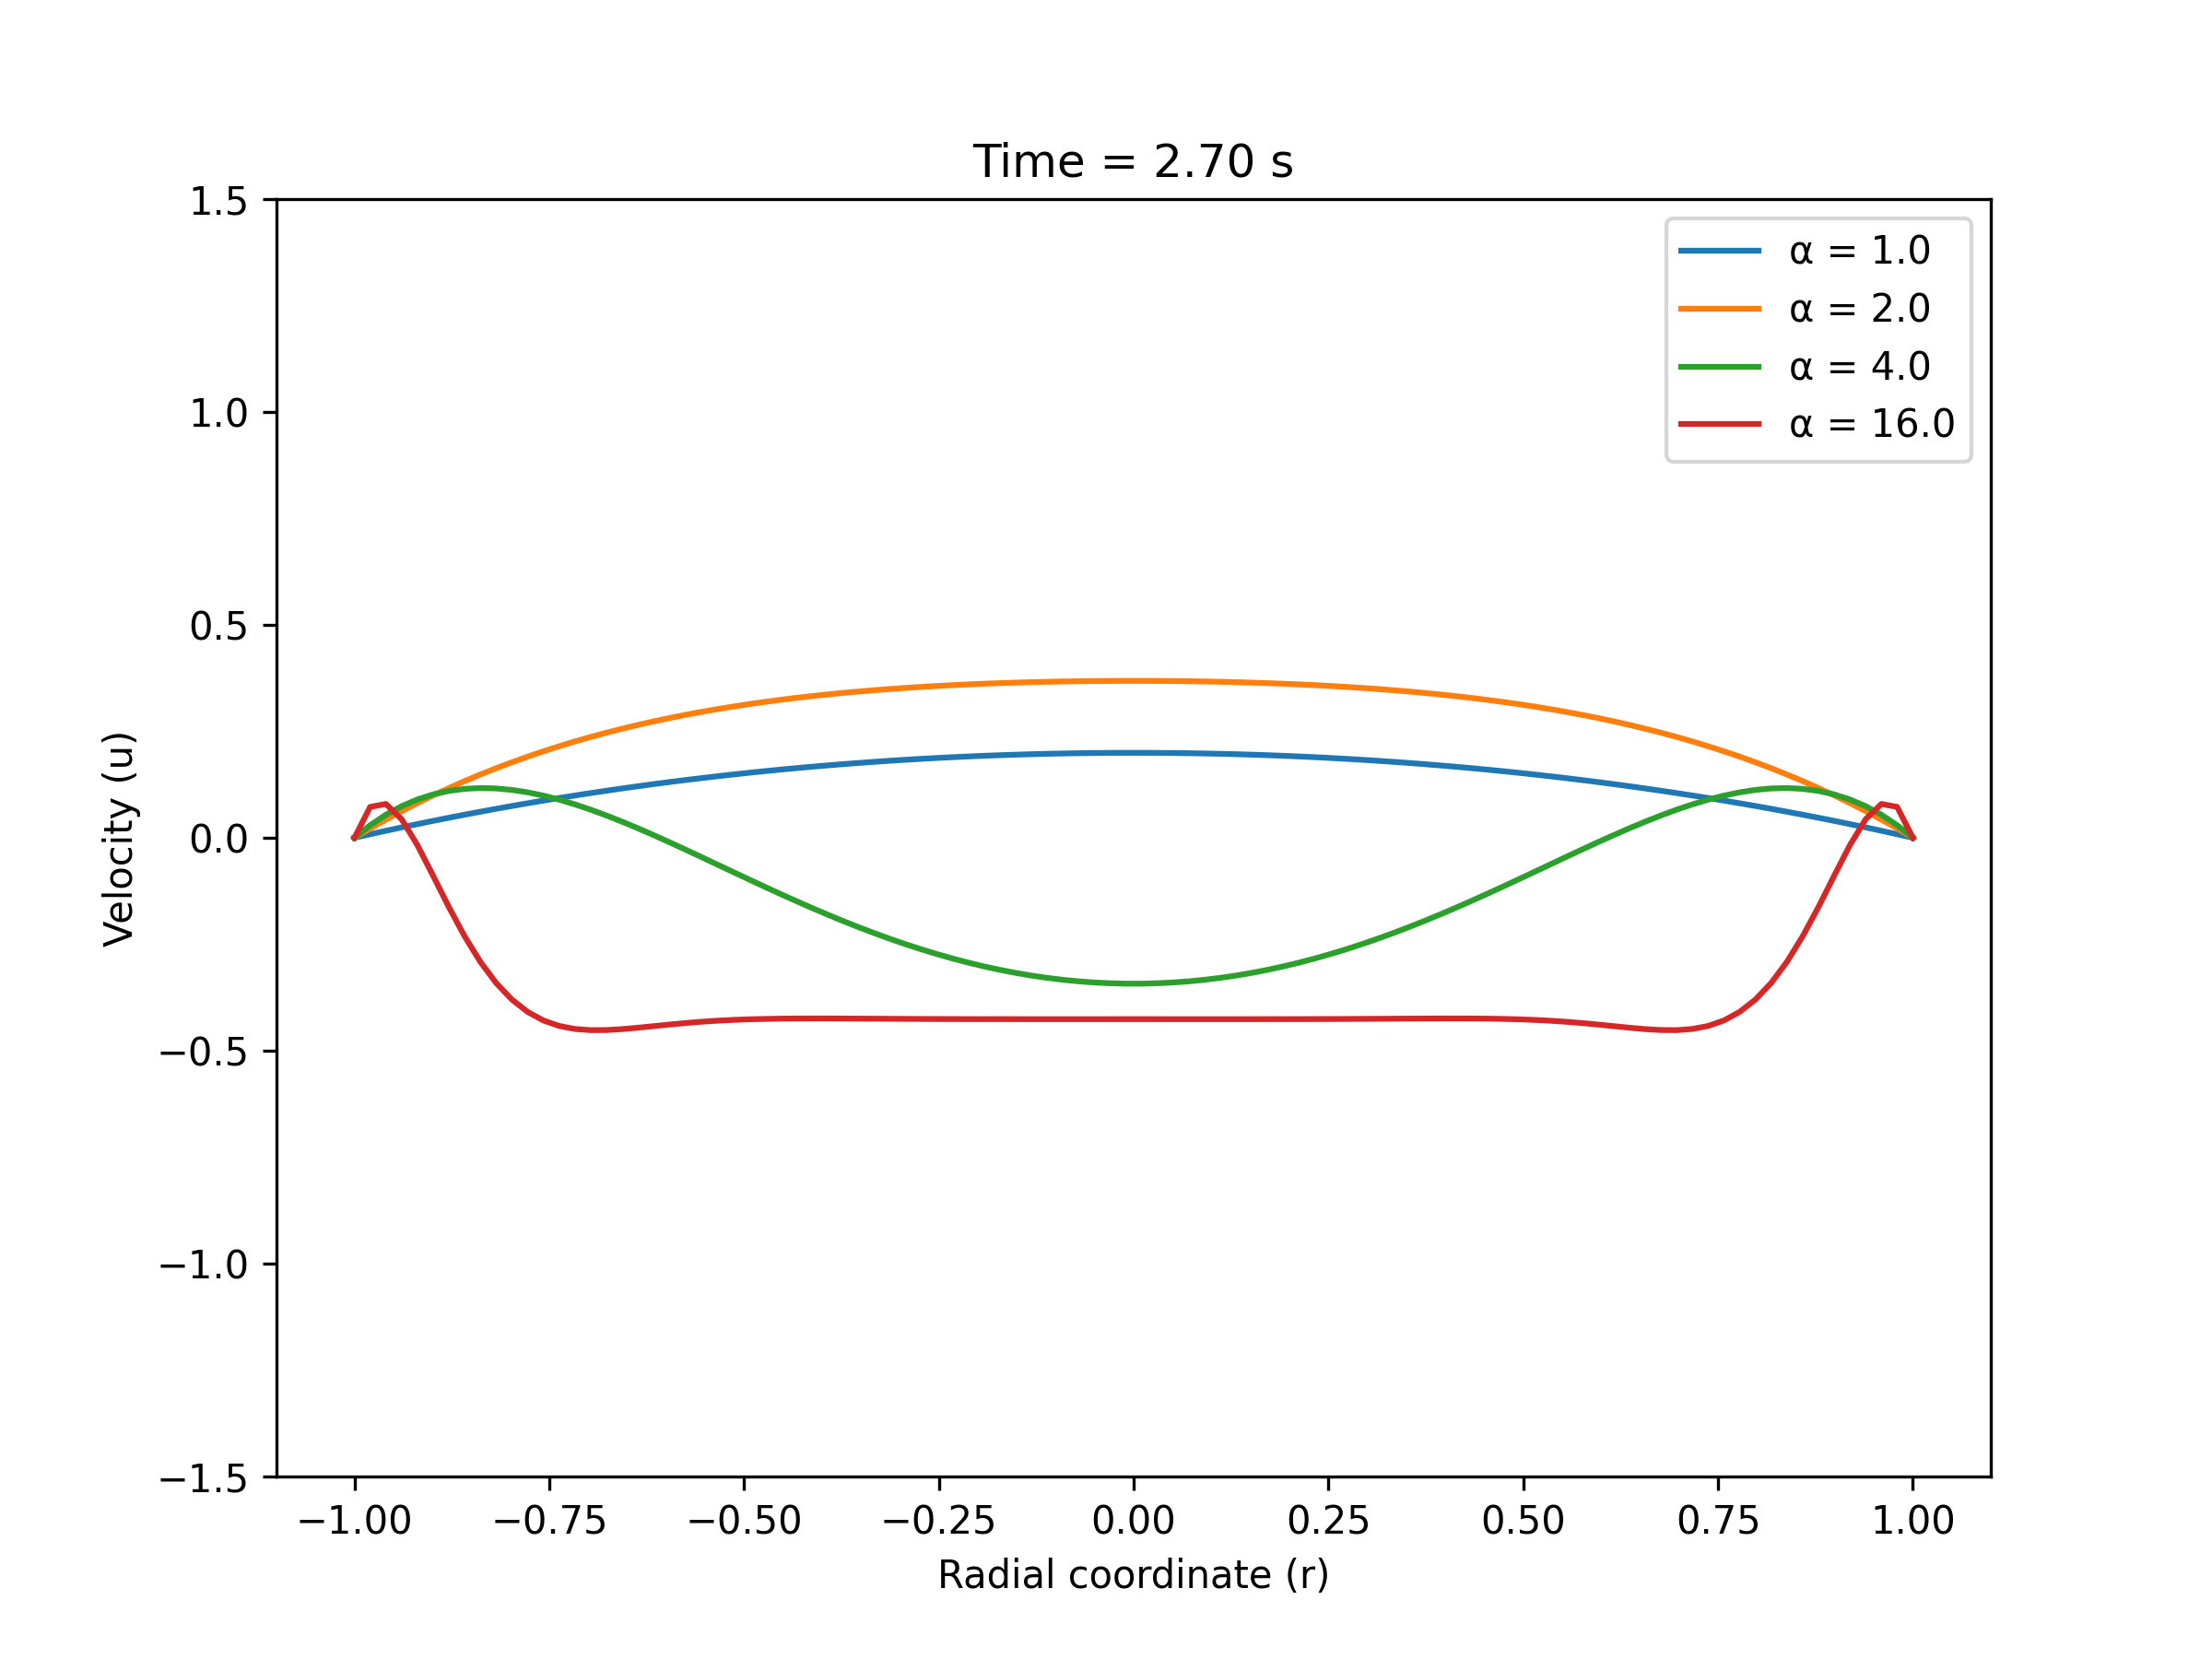 Time = 2.70 s
α = 1.0
α = 2.0
α = 4.0
α = 16.0
1.5
1.0
0.5
0.0
−0.5
−1.0
−1.5
Velocity (u)
−1.00 −0.75 −0.50 −0.25 0.00 0.25 0.50 0.75 1.00
Radial coordinate (r)